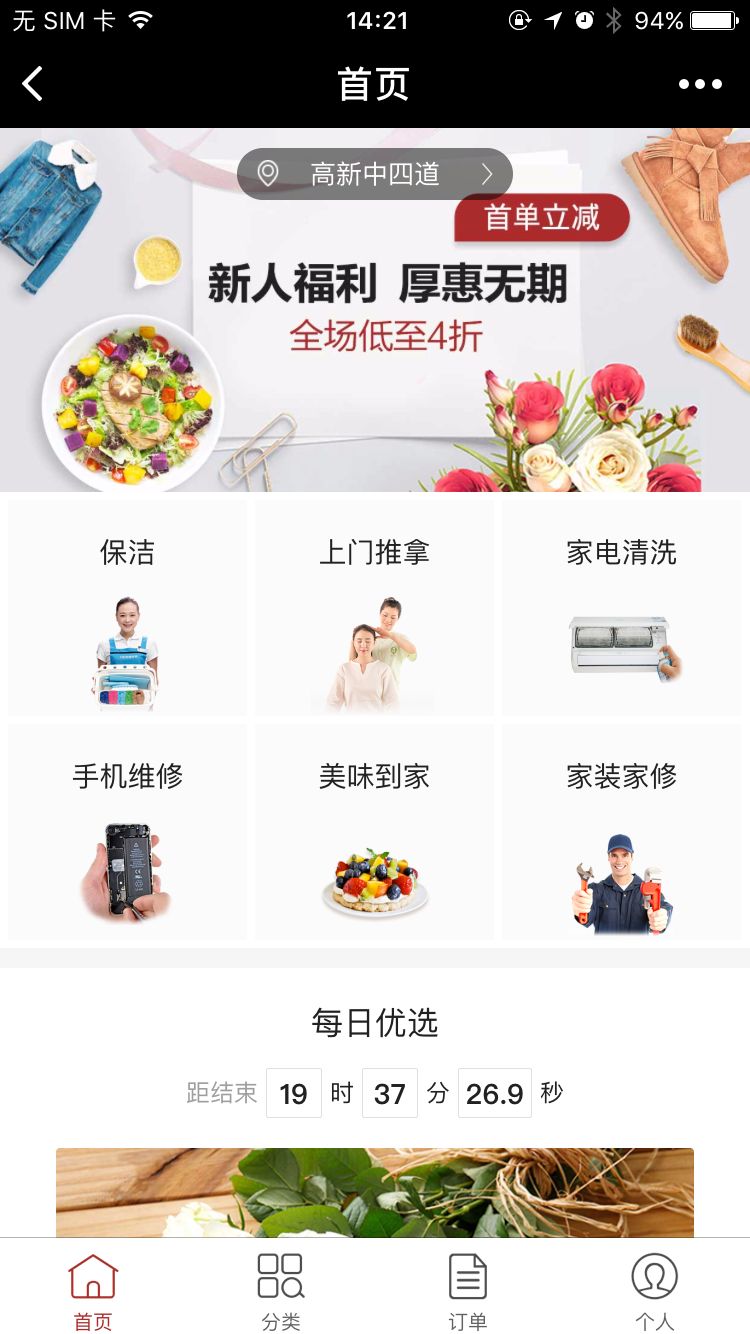 无 SIM 卡 14:21 94%
首页
高新中四道
首单立减
新人福利 厚惠无期
全场低至4折
保洁 上门推拿 家电清洗
手机维修 美味到家 家装家修
每日优选
距结束 19 时 37 分 26.9 秒
首页 分类 订单 个人